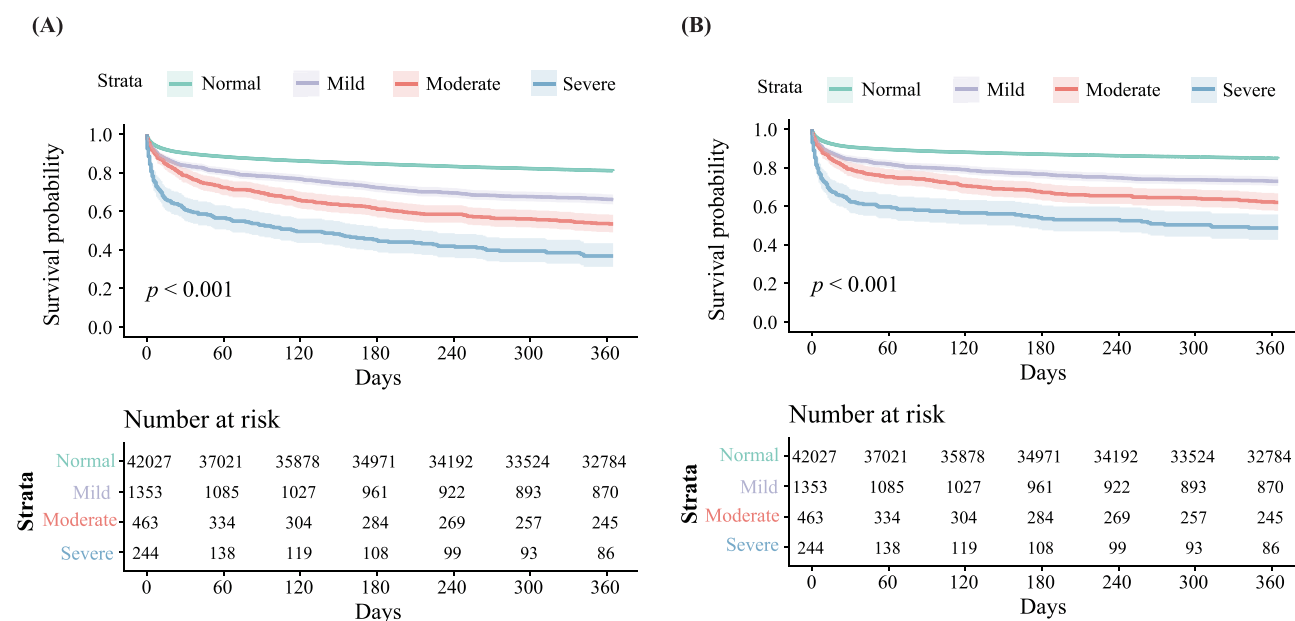 (A)
Strata Normal Mild Moderate Severe
Survival probability
1.0
0.8
0.6
0.4
0.2
0.0
p < 0.001
0 60 120 180 240 300 360
Days
Number at risk
Strata
Normal 42027 37021 35878 34971 34192 33524 32784
Mild 1353 1085 1027 961 922 893 870
Moderate 463 334 304 284 269 257 245
Severe 244 138 119 108 99 93 86
0 60 120 180 240 300 360
Days
(B)
Strata Normal Mild Moderate Severe
Survival probability
1.0
0.8
0.6
0.4
0.2
0.0
p < 0.001
0 60 120 180 240 300 360
Days
Number at risk
Strata
Normal 42027 37021 35878 34971 34192 33524 32784
Mild 1353 1085 1027 961 922 893 870
Moderate 463 334 304 284 269 257 245
Severe 244 138 119 108 99 93 86
0 60 120 180 240 300 360
Days